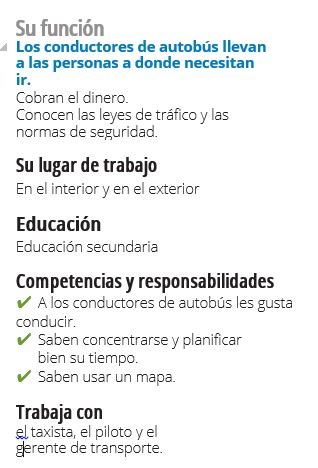 Su función
Los conductores de autobús llevan
a las personas a donde necesitan
ir.
Cobran el dinero.
Conocen las leyes de tráfico y las
normas de seguridad.
Su lugar de trabajo
En el interior y en el exterior
Educación
Educación secundaria
Competencias y responsabilidades
✔ A los conductores de autobús les gusta
conducir.
✔ Saben concentrarse y planificar
bien su tiempo.
✔ Saben usar un mapa.
Trabaja con
el taxista, el piloto y el
gerente de transporte.